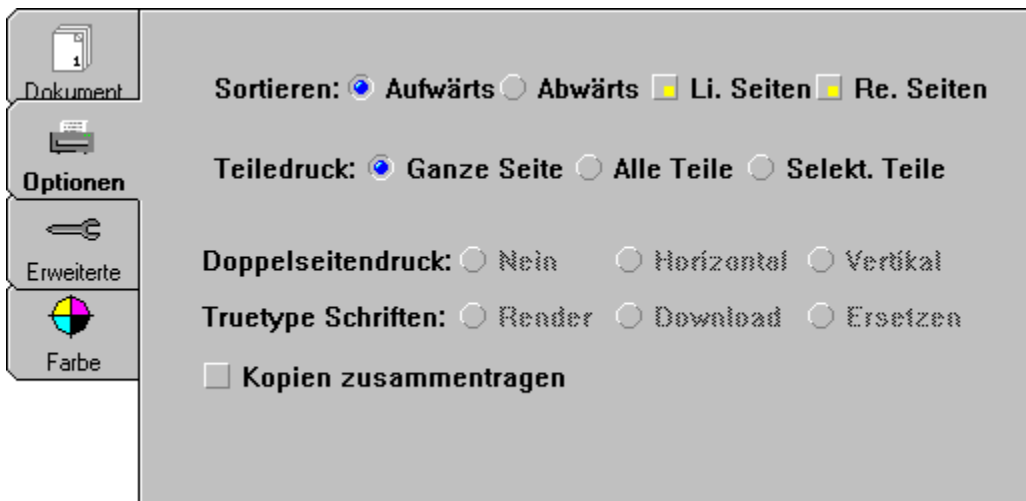 1
Dokument
Optionen
Erweiterte
Farbe
Sortieren: Aufwärts Abwärts Li. Seiten Re. Seiten
Teiledruck: Ganze Seite Alle Teile Selekt. Teile
Doppelseitendruck: Nein Horizontal Vertikal
Truetype Schriften: Render Download Ersetzen
Kopien zusammentragen